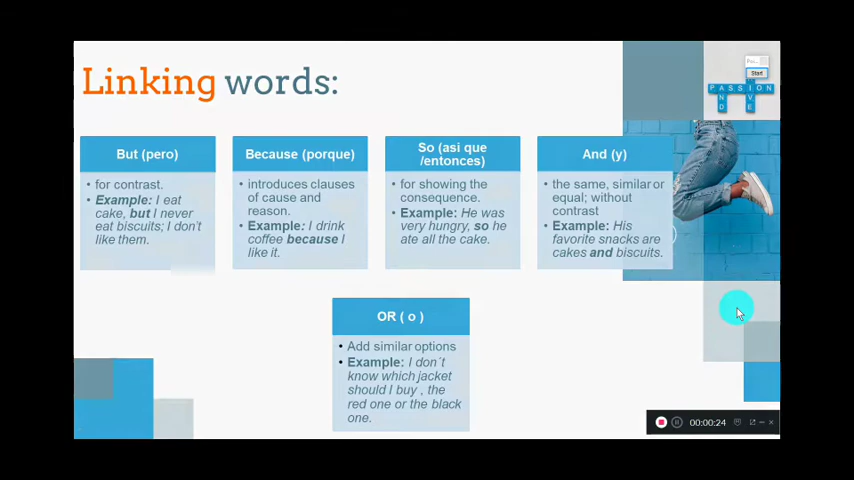 Linking words:
But (pero)
• for contrast.
• Example: I eat
cake, but I never
eat biscuits; I don't
like them.
Because (porque)
• introduces clauses
of cause and
reason.
• Example: I drink
coffee because I
like it.
So (asi que
/entonces)
• for showing the
consequence.
• Example: He was
very hungry, so he
ate all the cake.
And (y)
• the same, similar or
equal; without
contrast
• Example: His
favorite snacks are
cakes and biscuits.
OR ( o )
• Add similar options
• Example: I don´t
know which jacket
should I buy , the
red one or the black
one.
Start
PASSION
AND
IVE
00:00:24